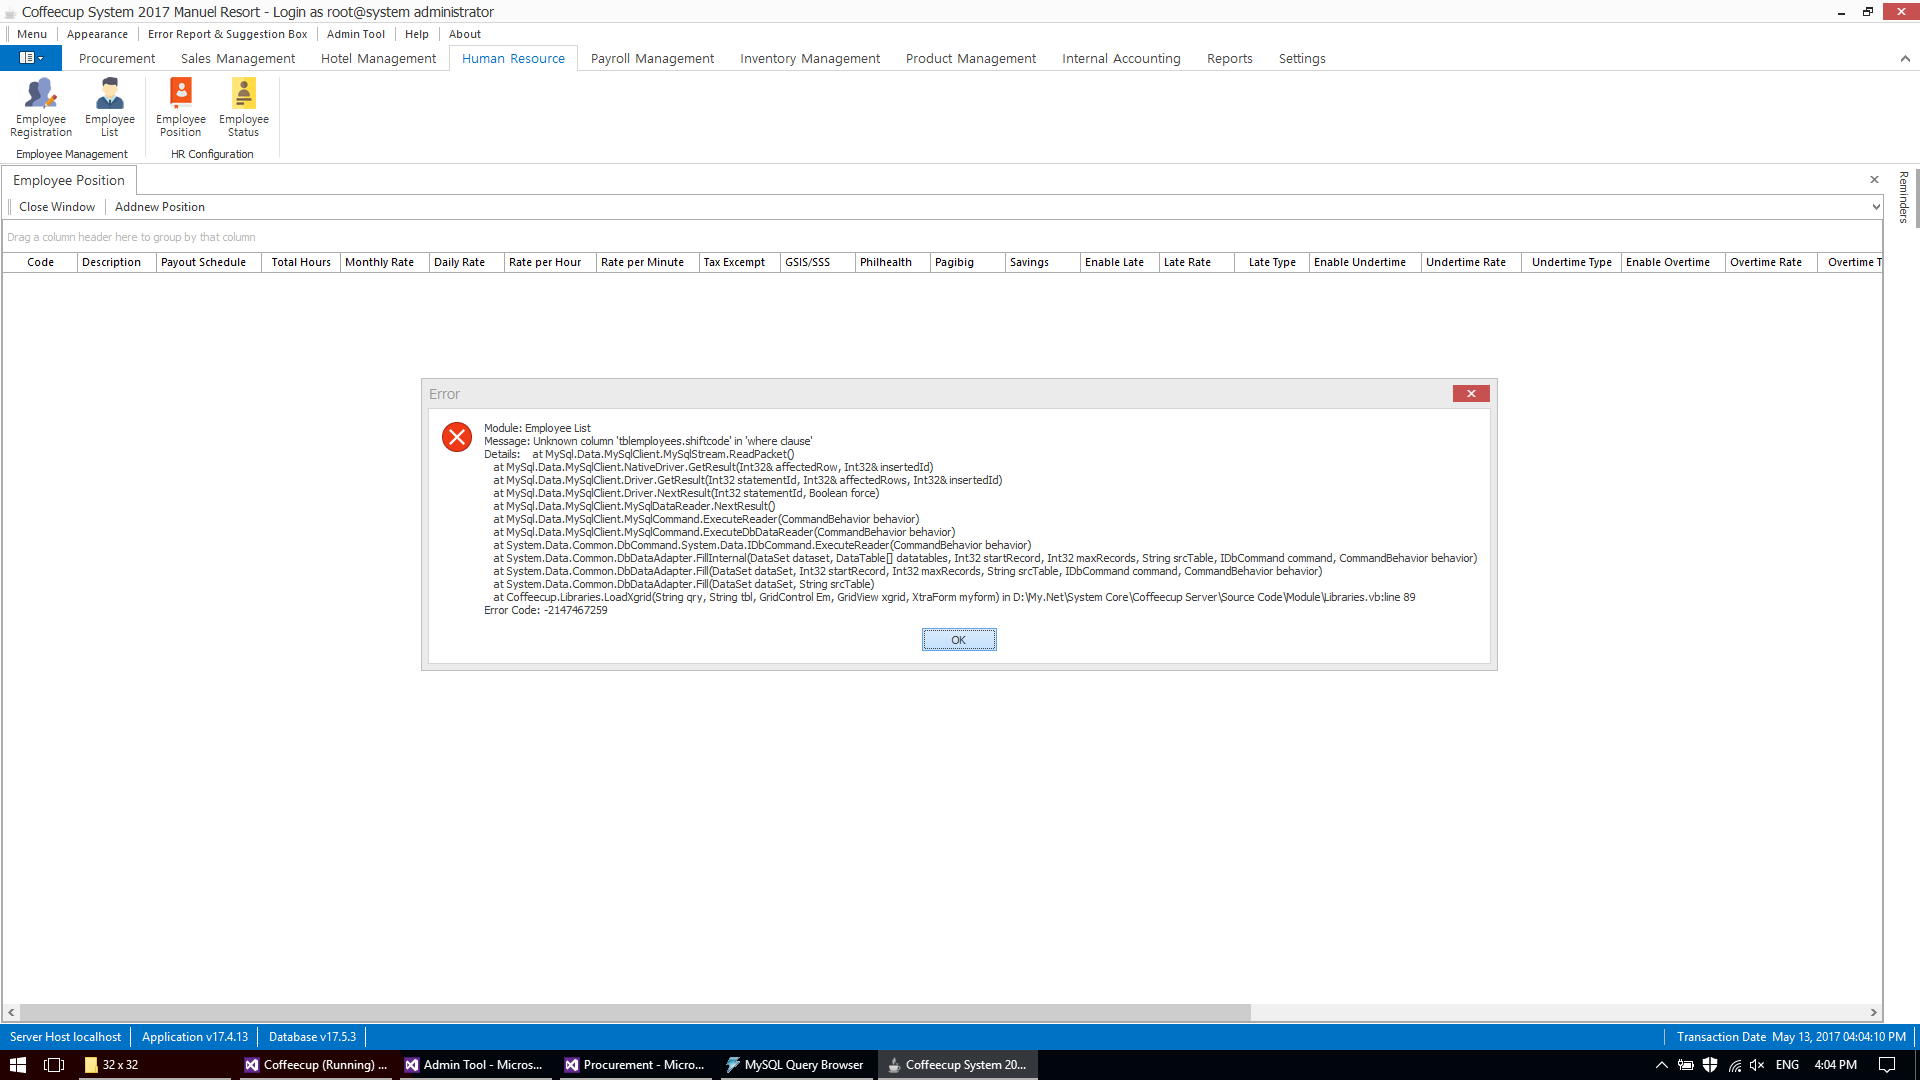 Coffeecup System 2017 Manuel Resort - Login as root@system administrator
Menu Appearance Error Report & Suggestion Box Admin Tool Help About
Procurement Sales Management Hotel Management Human Resource Payroll Management Inventory Management Product Management Internal Accounting Reports Settings
Employee Registration
Employee List
Employee Position
Employee Status
Employee Management
HR Configuration
Employee Position
Reminders
Close Window Addnew Position
Drag a column header here to group by that column
Code Description Payout Schedule Total Hours Monthly Rate Daily Rate Rate per Hour Rate per Minute Tax Excempt GSIS/SSS Philhealth Pagibig Savings Enable Late Late Rate Late Type Enable Undertime Undertime Rate Undertime Type Enable Overtime Overtime Rate Overtime T
Error
Module: Employee List
Message: Unknown column 'tblemployees.shiftcode' in 'where clause'
Details: at MySql.Data.MySqlClient.MySqlStream.ReadPacket()
at MySql.Data.MySqlClient.NativeDriver.GetResult(Int32& affectedRow, Int32& insertedId)
at MySql.Data.MySqlClient.Driver.GetResult(Int32 statementId, Int32& affectedRows, Int32& insertedId)
at MySql.Data.MySqlClient.Driver.NextResult(Int32 statementId, Boolean force)
at MySql.Data.MySqlClient.MySqlDataReader.NextResult()
at MySql.Data.MySqlClient.MySqlCommand.ExecuteReader(CommandBehavior behavior)
at MySql.Data.MySqlClient.MySqlCommand.ExecuteDbDataReader(CommandBehavior behavior)
at System.Data.Common.DbCommand.System.Data.IDbCommand.ExecuteReader(CommandBehavior behavior)
at System.Data.Common.DbDataAdapter.FillInternal(DataSet dataset, DataTable[] datatables, Int32 startRecord, Int32 maxRecords, String srcTable, IDbCommand command, CommandBehavior behavior)
at System.Data.Common.DbDataAdapter.Fill(DataSet dataSet, Int32 startRecord, Int32 maxRecords, String srcTable, IDbCommand command, CommandBehavior behavior)
at System.Data.Common.DbDataAdapter.Fill(DataSet dataSet, String srcTable)
at Coffeecup.Libraries.LoadXgrid(String qry, String tbl, GridControl Em, GridView xgrid, XtraForm myform) in D:\My.Net\System Core\Coffeecup Server\Source Code\Module\Libraries.vb:line 89
Error Code: -2147467259
OK
Server Host localhost Application v17.4.13 Database v17.5.3 Transaction Date May 13, 2017 04:04:10 PM
32 x 32 Coffeecup (Running) ... Admin Tool - Micros... Procurement - Micro... MySQL Query Browser Coffeecup System 20... ENG 4:04 PM